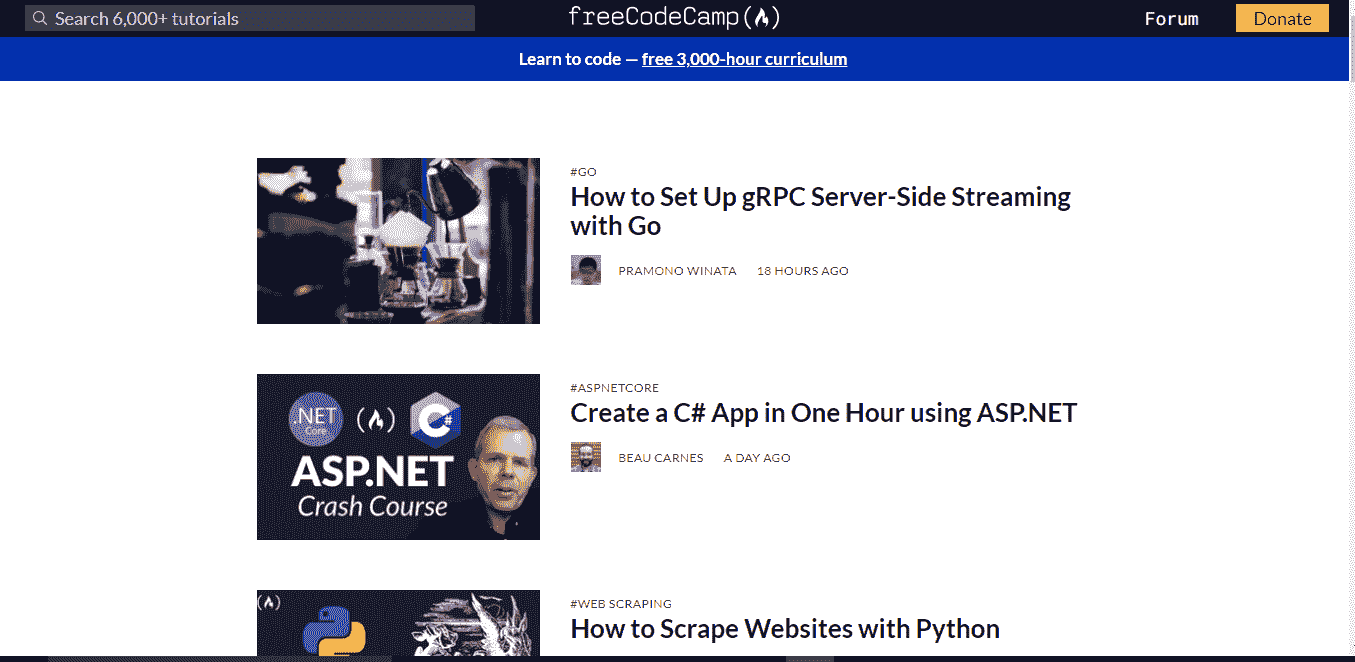 Search 6,000+ tutorials
freeCodeCamp(🔥)
Forum
Donate
Learn to code — free 3,000-hour curriculum
#GO
How to Set Up gRPC Server-Side Streaming
with Go
PRAMONO WINATA
18 HOURS AGO
.NET
Core
C#
ASP.NET
Crash Course
#ASPNETCORE
Create a C# App in One Hour using ASP.NET
BEAU CARNES
A DAY AGO
#WEB SCRAPING
How to Scrape Websites with Python